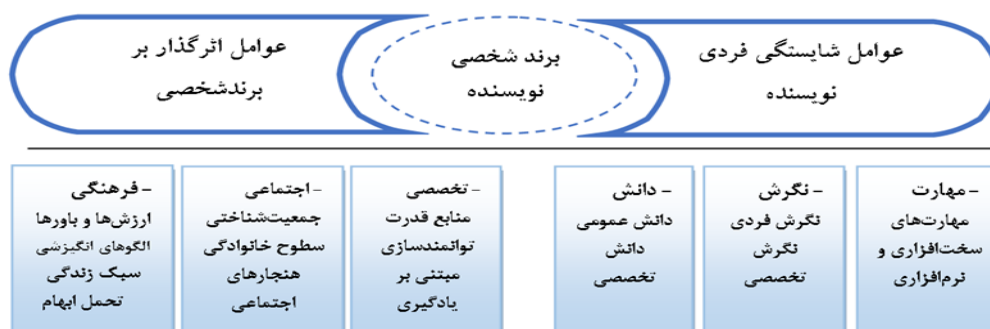 عوامل شایستگی فردی
نویسنده
برند شخصی
نویسنده
عوامل اثرگذار بر
برندشخصی
-مهارت
مهارت‌های
سخت‌افزاری و
نرم‌افزاری
-نگرش
نگرش فردی
نگرش
تخصصی
-دانش
دانش عمومی
دانش
تخصصی
-تخصصی
منابع قدرت
توانمندسازی
مبتنی بر
یادگیری
-اجتماعی
جمعیت‌شناختی
سطوح خانوادگی
هنجارهای
اجتماعی
-فرهنگی
ارزش‌ها و باورها
الگوهای انگیزشی
سبک زندگی
تحمل ابهام